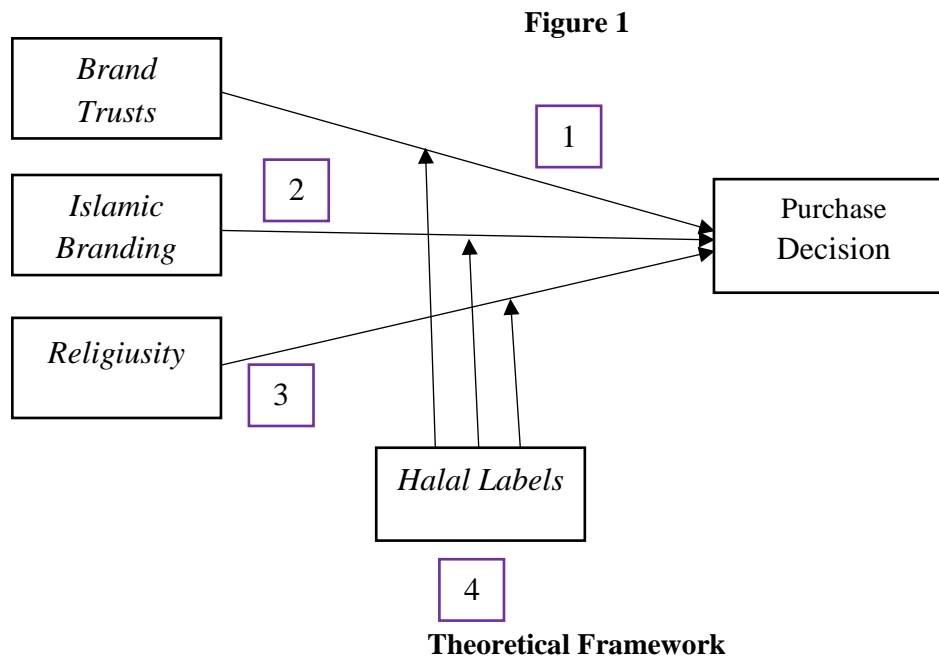 Figure 1
Brand
Trusts
1
2
Islamic
Branding
Purchase
Decision
Religiusity
3
Halal Labels
4
Theoretical Framework